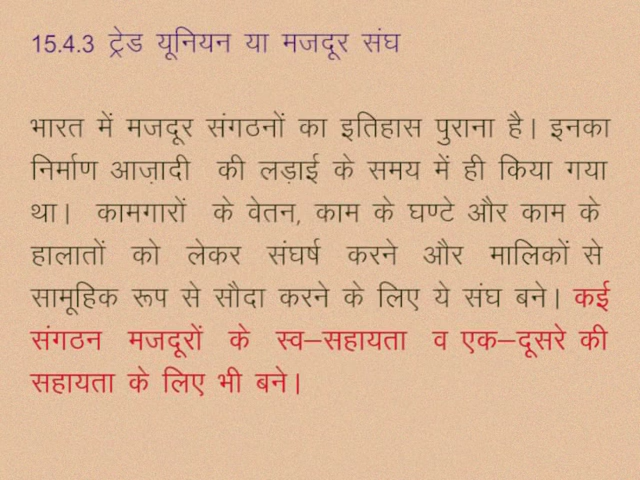 15.4.3 ट्रेड यूनियन या मजदूर संघ
भारत में मजदूर संगठनों का इतिहास पुराना है। इनका
निर्माण आज़ादी की लड़ाई के समय में ही किया गया
था। कामगारों के वेतन, काम के घण्टे और काम के
हालातों को लेकर संघर्ष करने और मालिकों से
सामूहिक रूप से सौदा करने के लिए ये संघ बने। कई
संगठन मजदूरों के स्व–सहायता व एक–दूसरे की
सहायता के लिए भी बने।